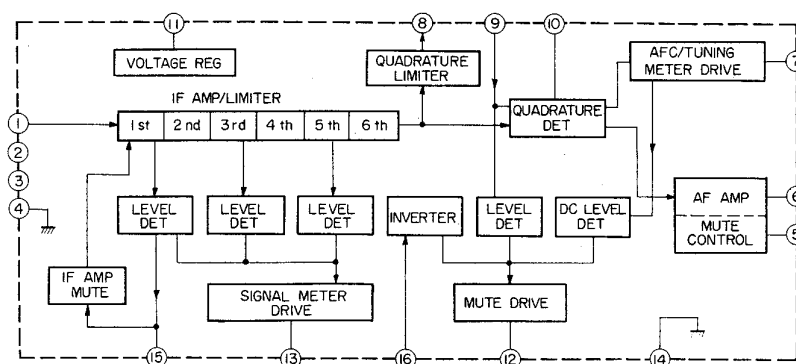 11
8
9
10
VOLTAGE REG
QUADRATURE
LIMITER
AFC/TUNING
METER DRIVE
7
IF AMP/LIMITER
QUADRATURE
DET
1
1st 2nd 3rd 4th 5th 6th
2
3
4
LEVEL
DET
LEVEL
DET
LEVEL
DET
INVERTER
LEVEL
DET
DC LEVEL
DET
AF AMP
6
MUTE
CONTROL
5
IF AMP
MUTE
SIGNAL METER
DRIVE
MUTE DRIVE
15
13
16
12
14